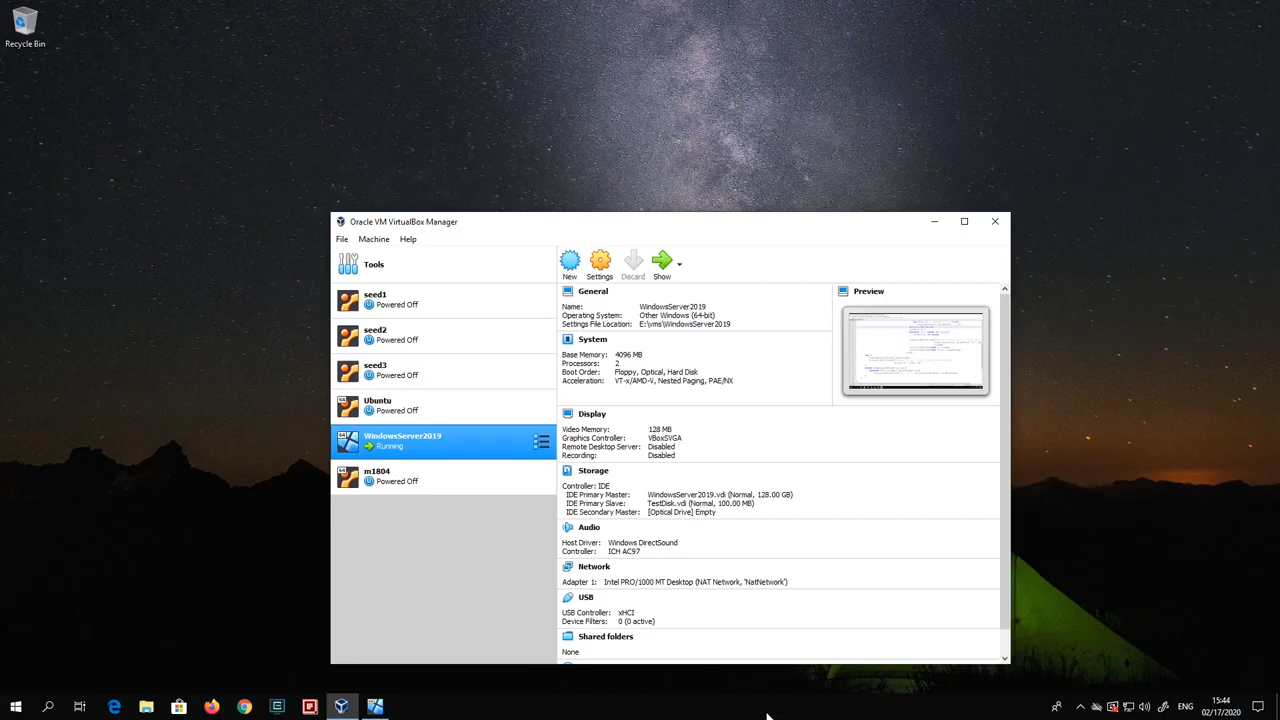 Recycle Bin
Oracle VM VirtualBox Manager
File Machine Help
Tools
New Settings Discard Show
seed1
Powered Off
seed2
Powered Off
seed3
Powered Off
Ubuntu
Powered Off
WindowsServer2019
Running
m1804
Powered Off
General
Name: WindowsServer2019
Operating System: Other Windows (64-bit)
Settings File Location: E:\vms\WindowsServer2019
System
Base Memory: 4096 MB
Processors: 2
Boot Order: Floppy, Optical, Hard Disk
Acceleration: VT-x/AMD-V, Nested Paging, PAE/NX
Preview
Display
Video Memory: 128 MB
Graphics Controller: VBoxSVGA
Remote Desktop Server: Disabled
Recording: Disabled
Storage
Controller: IDE
IDE Primary Master: WindowsServer2019.vdi (Normal, 128.00 GB)
IDE Primary Slave: TestDisk.vdi (Normal, 100.00 MB)
IDE Secondary Master: [Optical Drive] Empty
Audio
Host Driver: Windows DirectSound
Controller: ICH AC97
Network
Adapter 1: Intel PRO/1000 MT Desktop (NAT Network, 'NatNetwork')
USB
USB Controller: xHCI
Device Filters: 0 (0 active)
Shared folders
None
ENG
15:44
02/17/2020